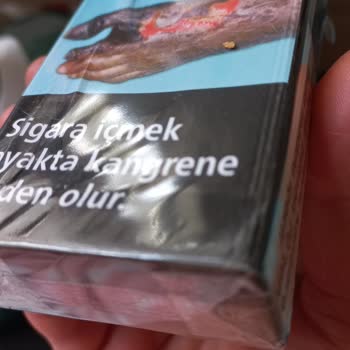 Sigara içmek
yakta kangrene
den olur.